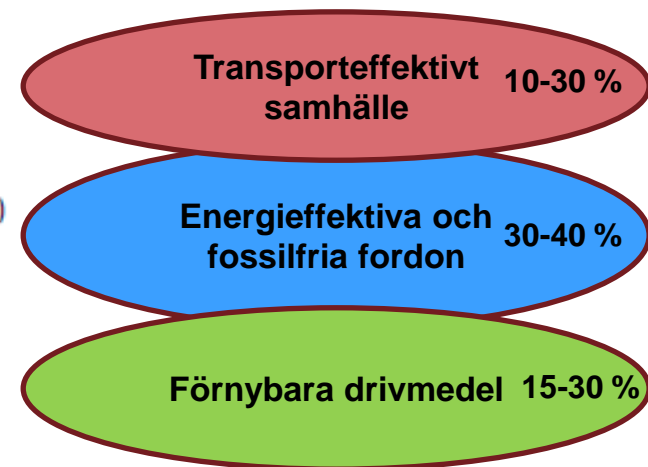 Transporteffektivt 10-30 %
samhälle
Energieffektiva och 30-40 %
fossilfria fordon
Förnybara drivmedel 15-30 %